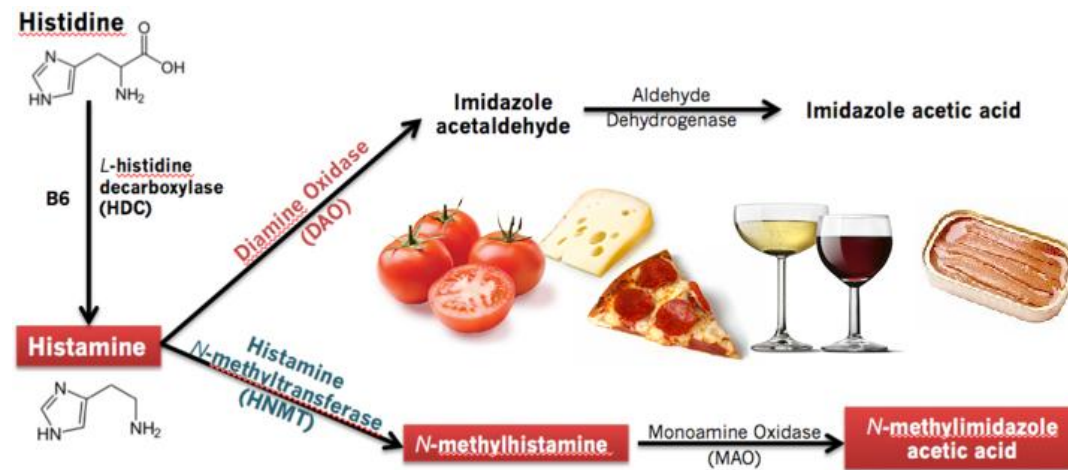 Histidine
N
O
OH
HN
NH2
B6
L-histidine
decarboxylase
(HDC)
Histamine
N
HN
NH2
Diamine Oxidase
(DAO)
Imidazole
acetaldehyde
Aldehyde
Dehydrogenase
Imidazole acetic acid
Histamine
N-methyltransferase
(HNMT)
N-methylhistamine
Monoamine Oxidase
(MAO)
N-methylimidazole
acetic acid